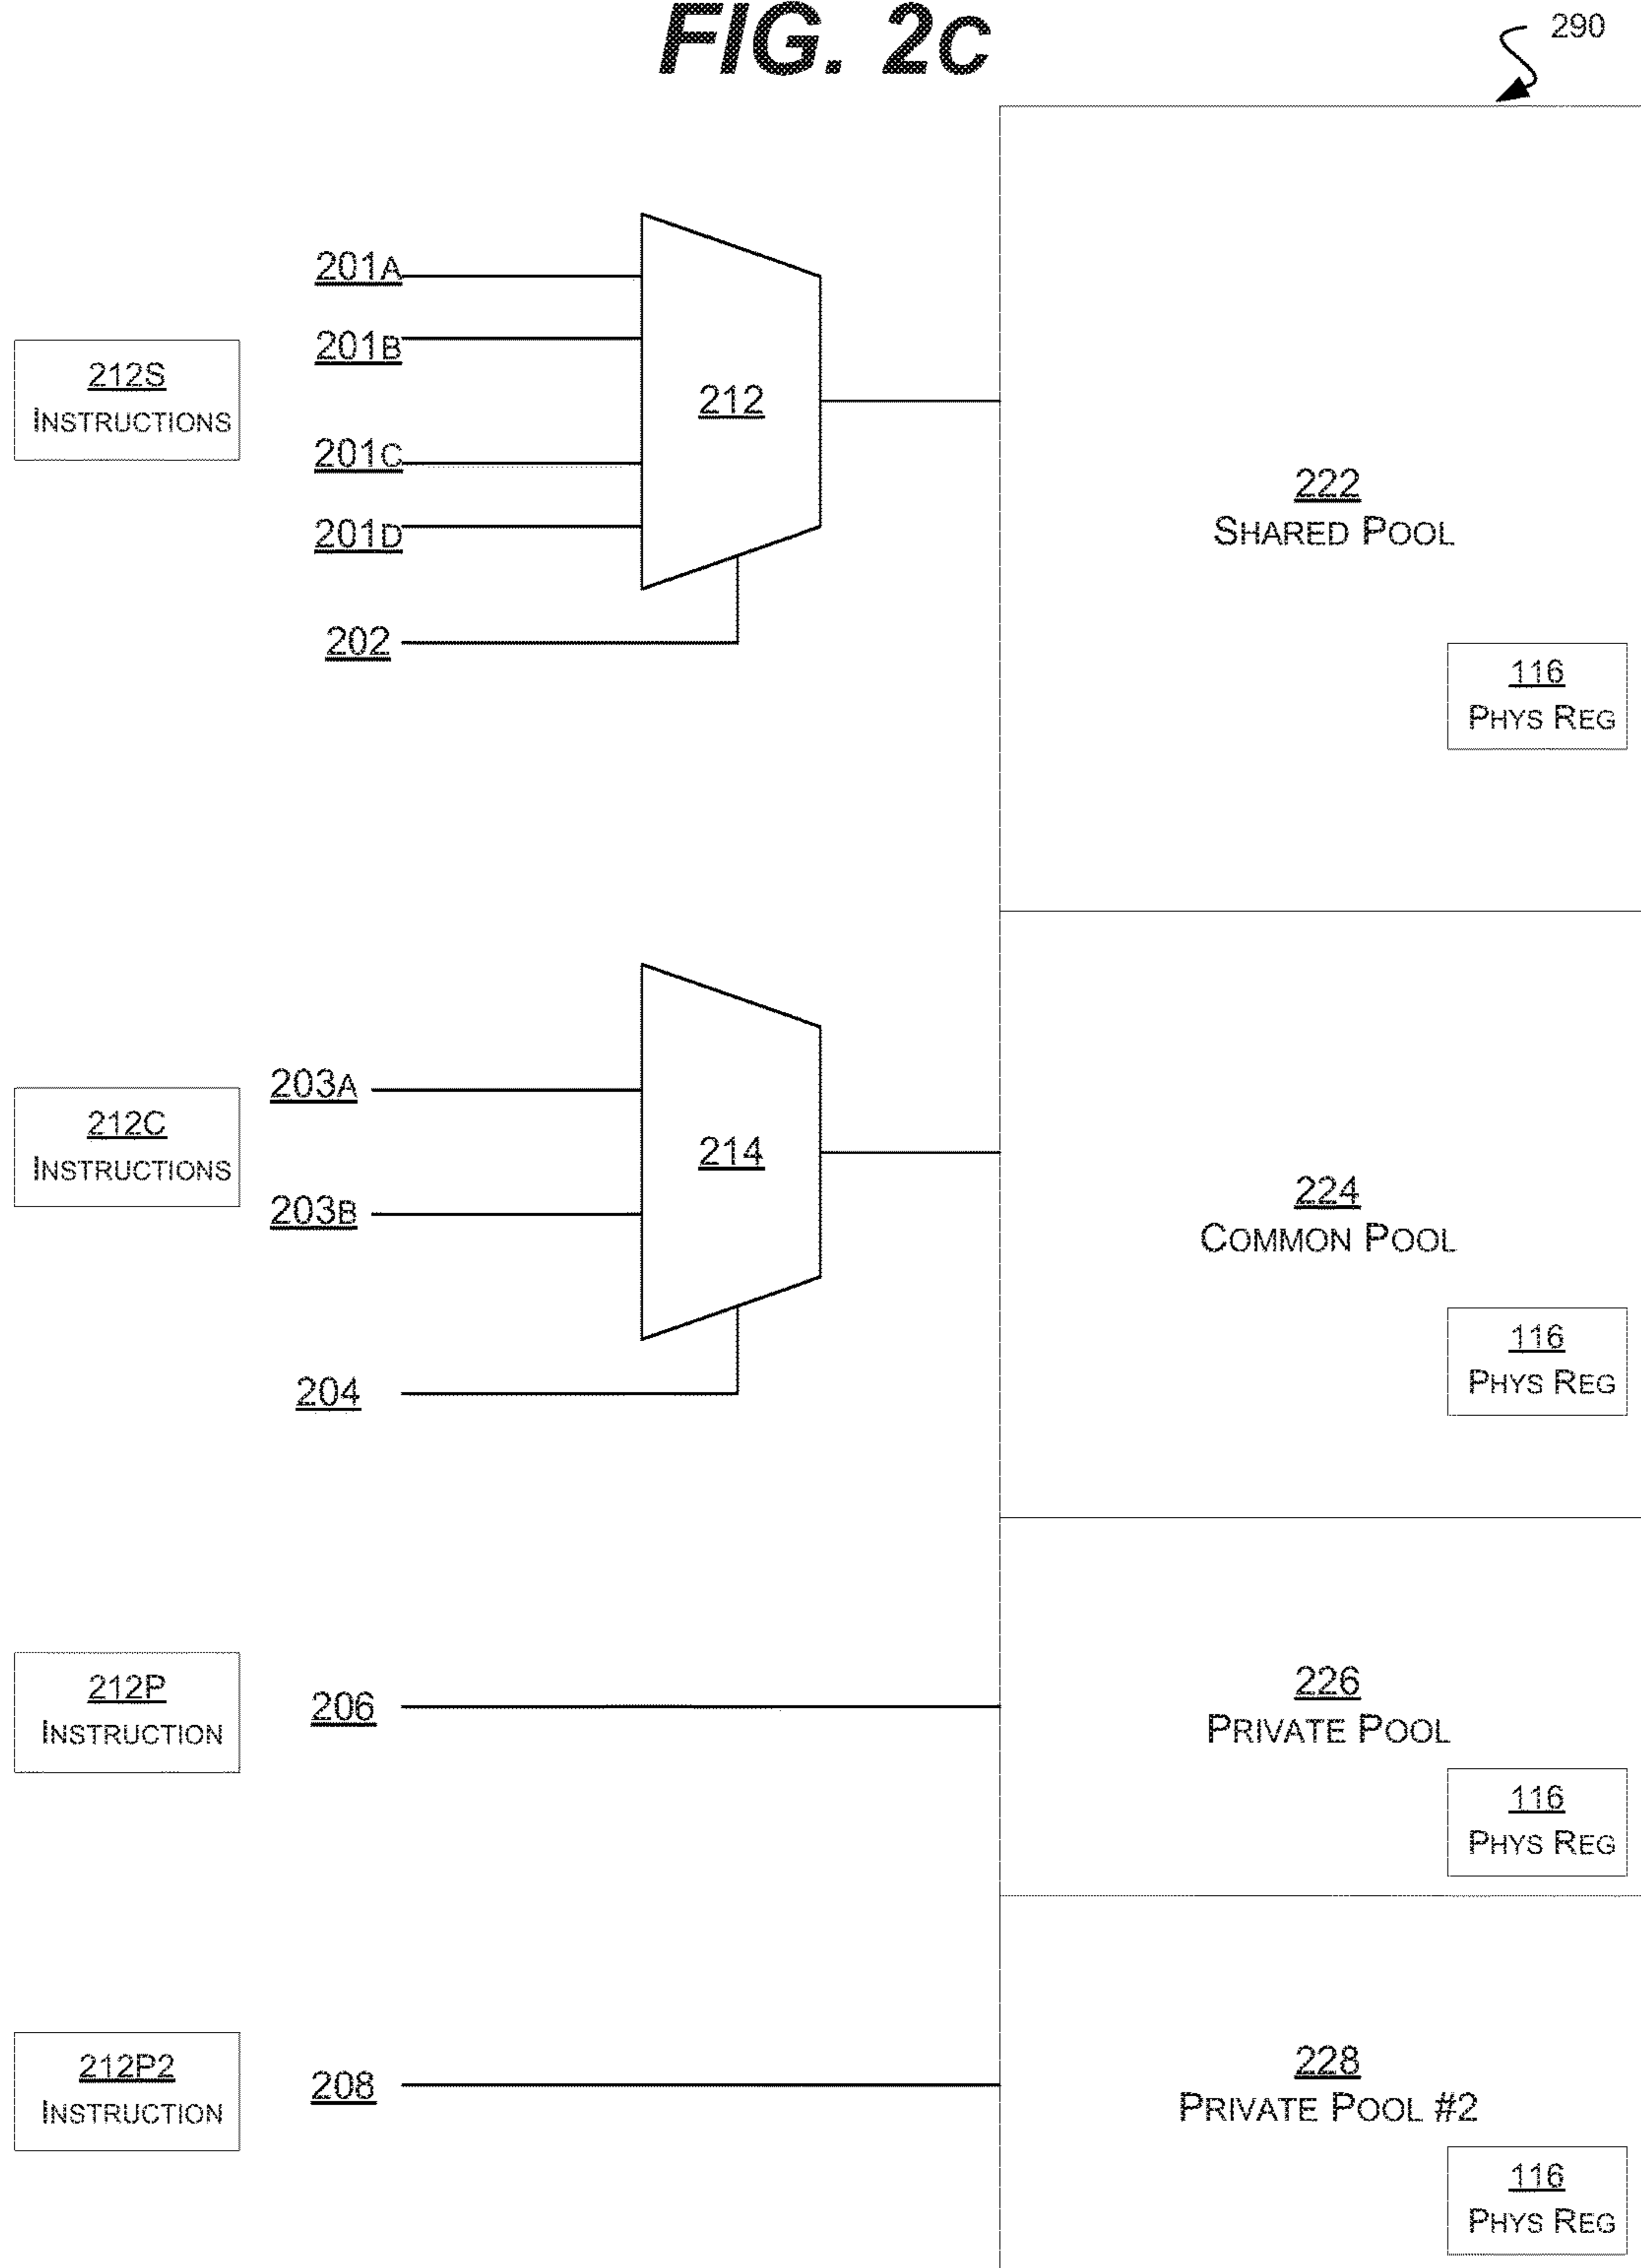 FIG. 2C
290
201A
201B
212S
INSTRUCTIONS
212
201C
201D
222
SHARED POOL
202
116
PHYS REG
203A
212C
INSTRUCTIONS
214
203B
224
COMMON POOL
204
116
PHYS REG
212P
INSTRUCTION
206
226
PRIVATE POOL
116
PHYS REG
212P2
INSTRUCTION
208
228
PRIVATE POOL #2
116
PHYS REG